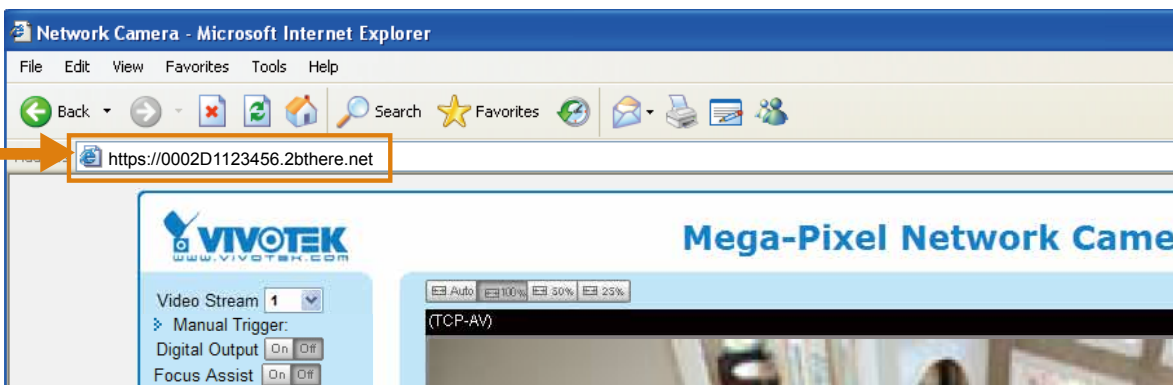 Network Camera - Microsoft Internet Explorer
File Edit View Favorites Tools Help
Back Search Favorites
https://0002D1123456.2bthere.net
VIVOTEK
www.vivotek.com
Mega-Pixel Network Came
Auto 100% 50% 25%
Video Stream 1
(TCP-AV)
Manual Trigger:
Digital Output On Off
Focus Assist On Off